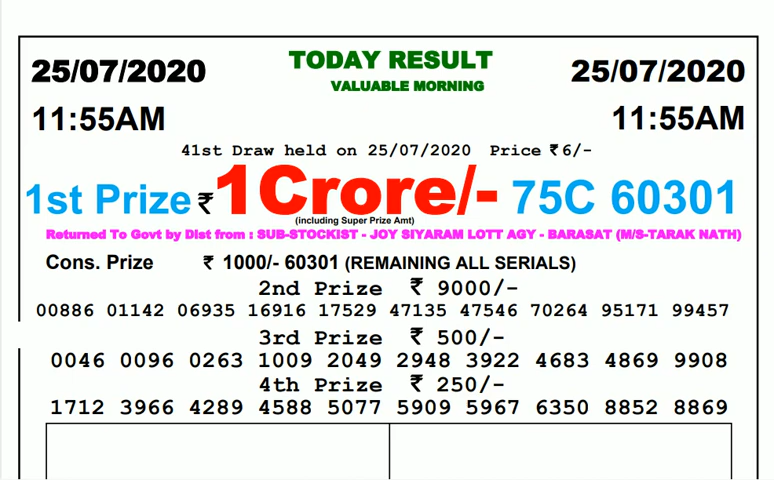 25/07/2020 TODAY RESULT 25/07/2020
VALUABLE MORNING
11:55AM 11:55AM
41st Draw held on 25/07/2020 Price ₹6/-
1st Prize ₹1Crore/- 75C 60301
(including Super Prize Amt)
Returned To Govt by Dist from : SUB-STOCKIST - JOY SIYARAM LOTT AGY - BARASAT (M/S-TARAK NATH)
Cons. Prize ₹ 1000/- 60301 (REMAINING ALL SERIALS)
2nd Prize ₹ 9000/-
00886 01142 06935 16916 17529 47135 47546 70264 95171 99457
3rd Prize ₹ 500/-
0046 0096 0263 1009 2049 2948 3922 4683 4869 9908
4th Prize ₹ 250/-
1712 3966 4289 4588 5077 5909 5967 6350 8852 8869